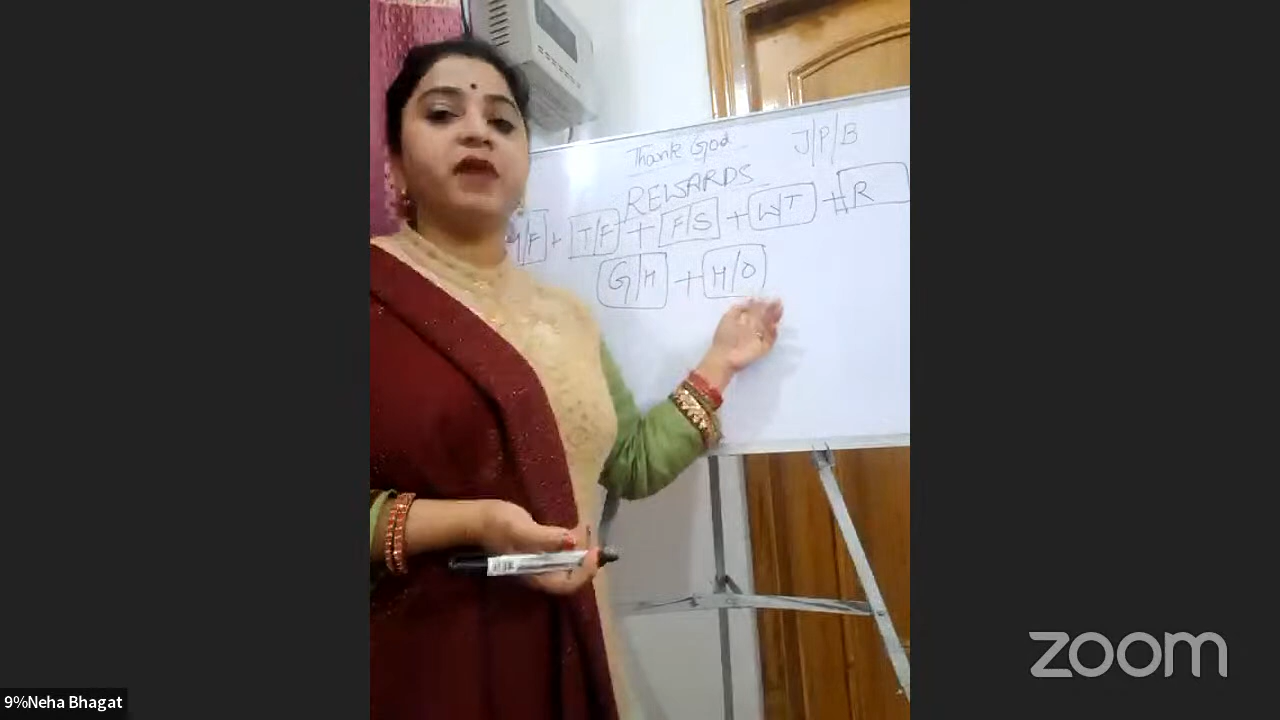 Thank God J|P|B
REWARDS
F + T/F + F/S + WT + R
G/H + H/O
zoom
9%Neha Bhagat